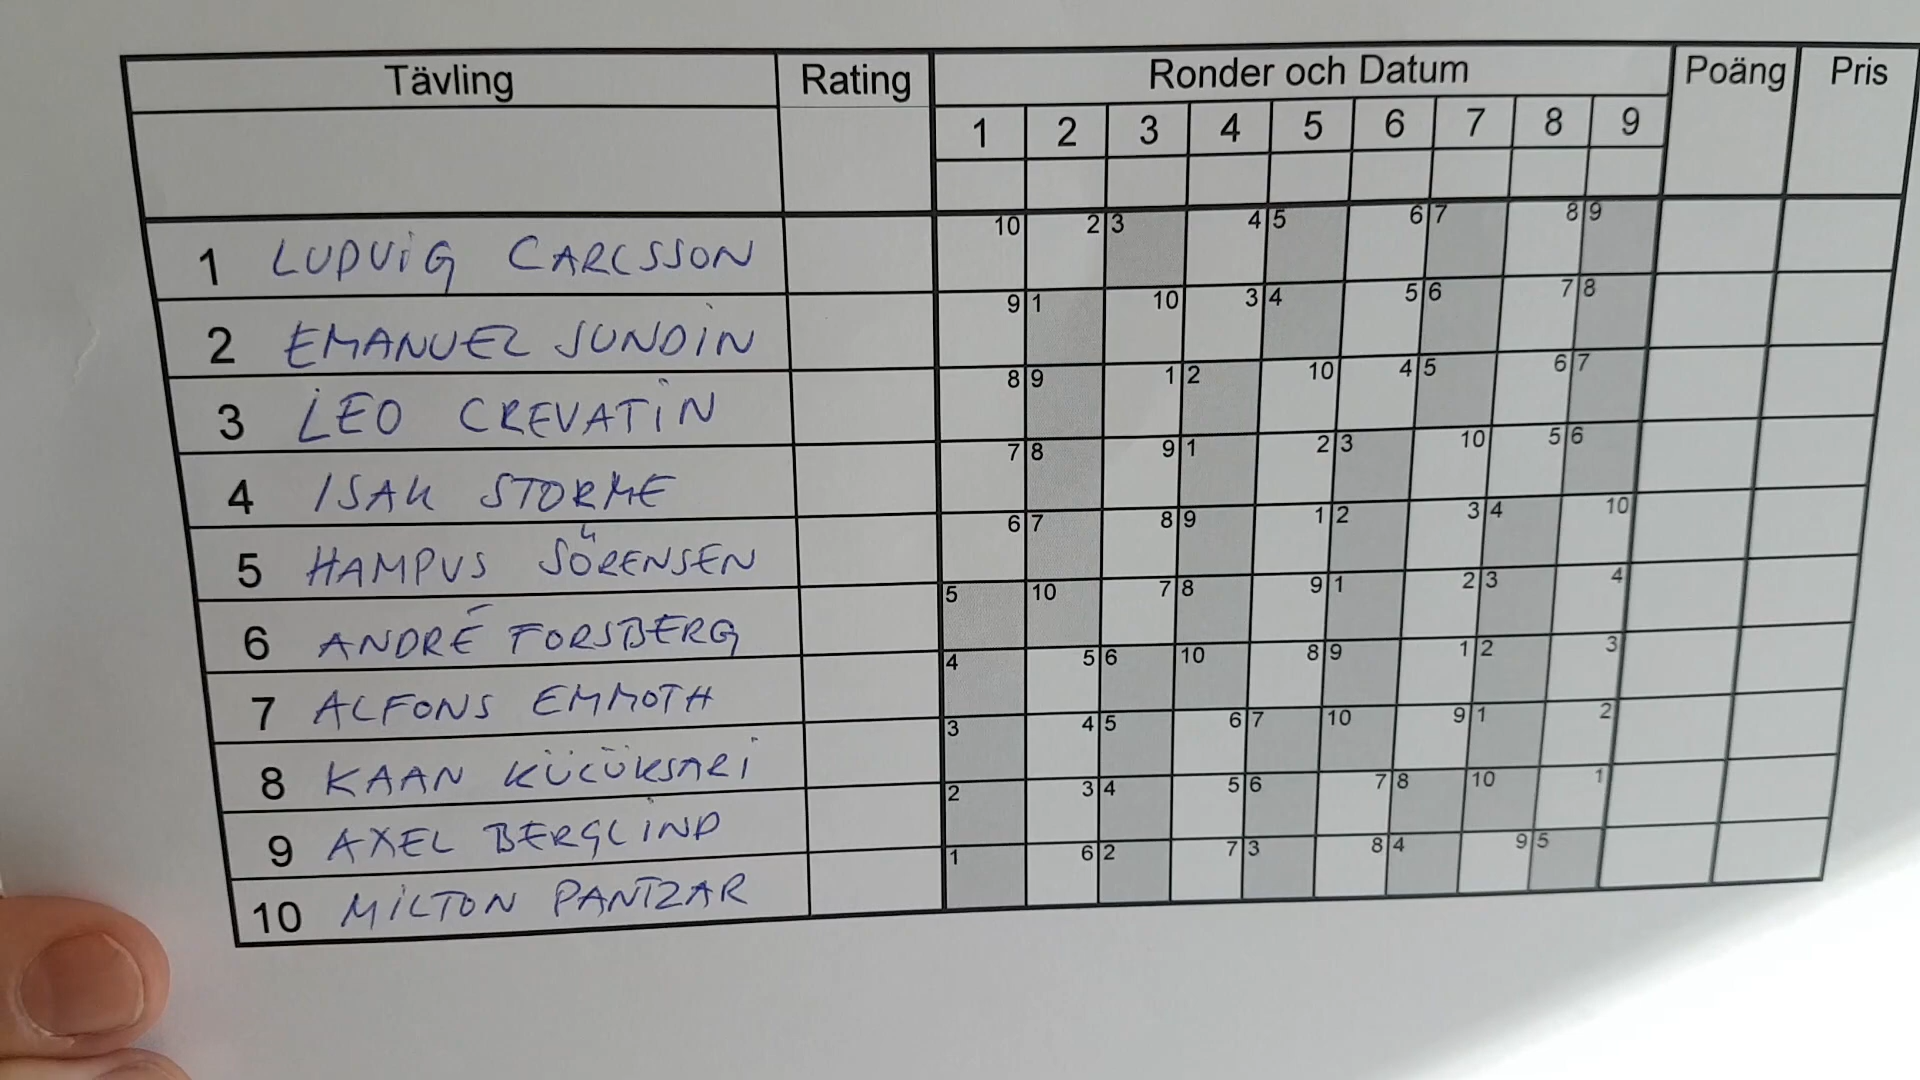 Tävling Rating Ronder och Datum Poäng Pris
1 2 3 4 5 6 7 8 9
1 LUDVIG CARLSSON 10 2 3 4 5 6 7 8 9
2 EMANUEL SUNDIN 9 1 10 3 4 5 6 7 8
3 LEO CREVATIN 8 9 1 2 10 4 5 6 7
4 ISAK STORME 7 8 9 1 2 3 10 5 6
5 HAMPUS SÖRENSEN 6 7 8 9 1 2 3 4 10
6 ANDRÉ FORSBERG 5 10 7 8 9 1 2 3 4
7 ALFONS EMMOTH 4 5 6 10 8 9 1 2 3
8 KAAN KÜCÜKSARI 3 4 5 6 7 10 9 1 2
9 AXEL BERGLIND 2 3 4 5 6 7 8 10 1
10 MILTON PANTZAR 1 6 2 7 3 8 4 9 5